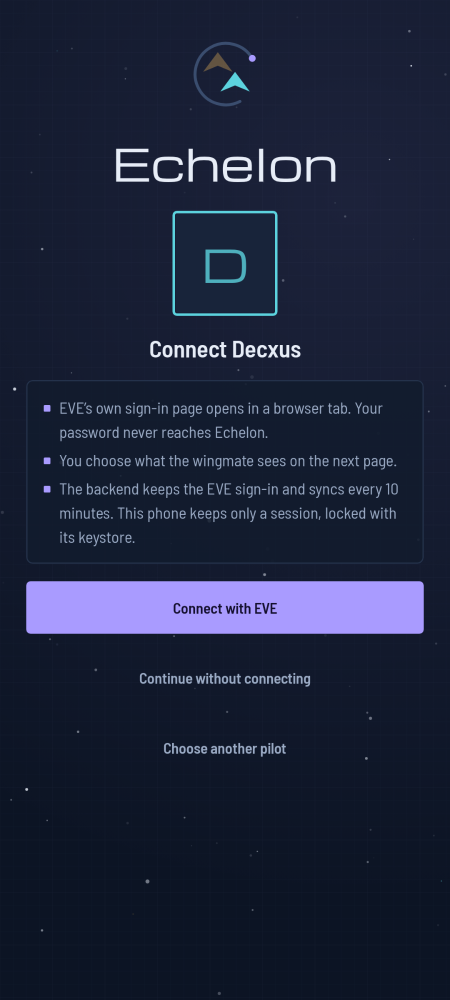 Echelon
D
Connect Decxus
EVE's own sign-in page opens in a browser tab. Your
password never reaches Echelon.
You choose what the wingmate sees on the next page.
The backend keeps the EVE sign-in and syncs every 10
minutes. This phone keeps only a session, locked with
its keystore.
Connect with EVE
Continue without connecting
Choose another pilot